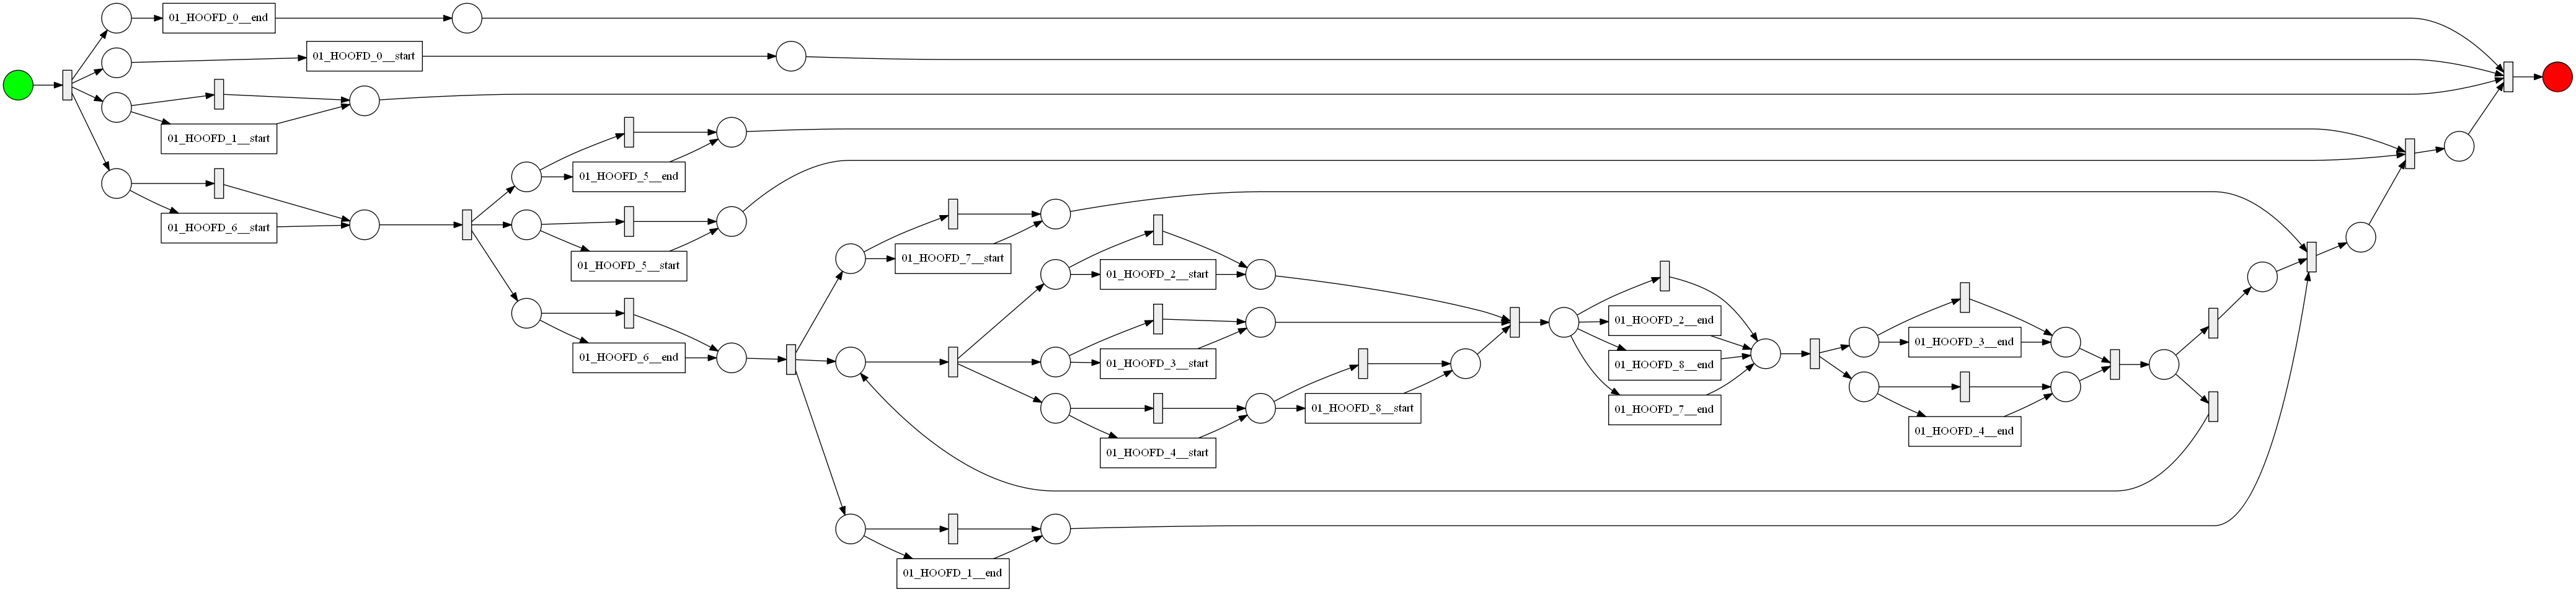 01_HOOFD_0__end
01_HOOFD_0__start
01_HOOFD_1__start
01_HOOFD_6__start
01_HOOFD_5__end
01_HOOFD_5__start
01_HOOFD_6__end
01_HOOFD_7__start
01_HOOFD_2__start
01_HOOFD_3__start
01_HOOFD_4__start
01_HOOFD_8__start
01_HOOFD_2__end
01_HOOFD_8__end
01_HOOFD_7__end
01_HOOFD_3__end
01_HOOFD_4__end
01_HOOFD_1__end